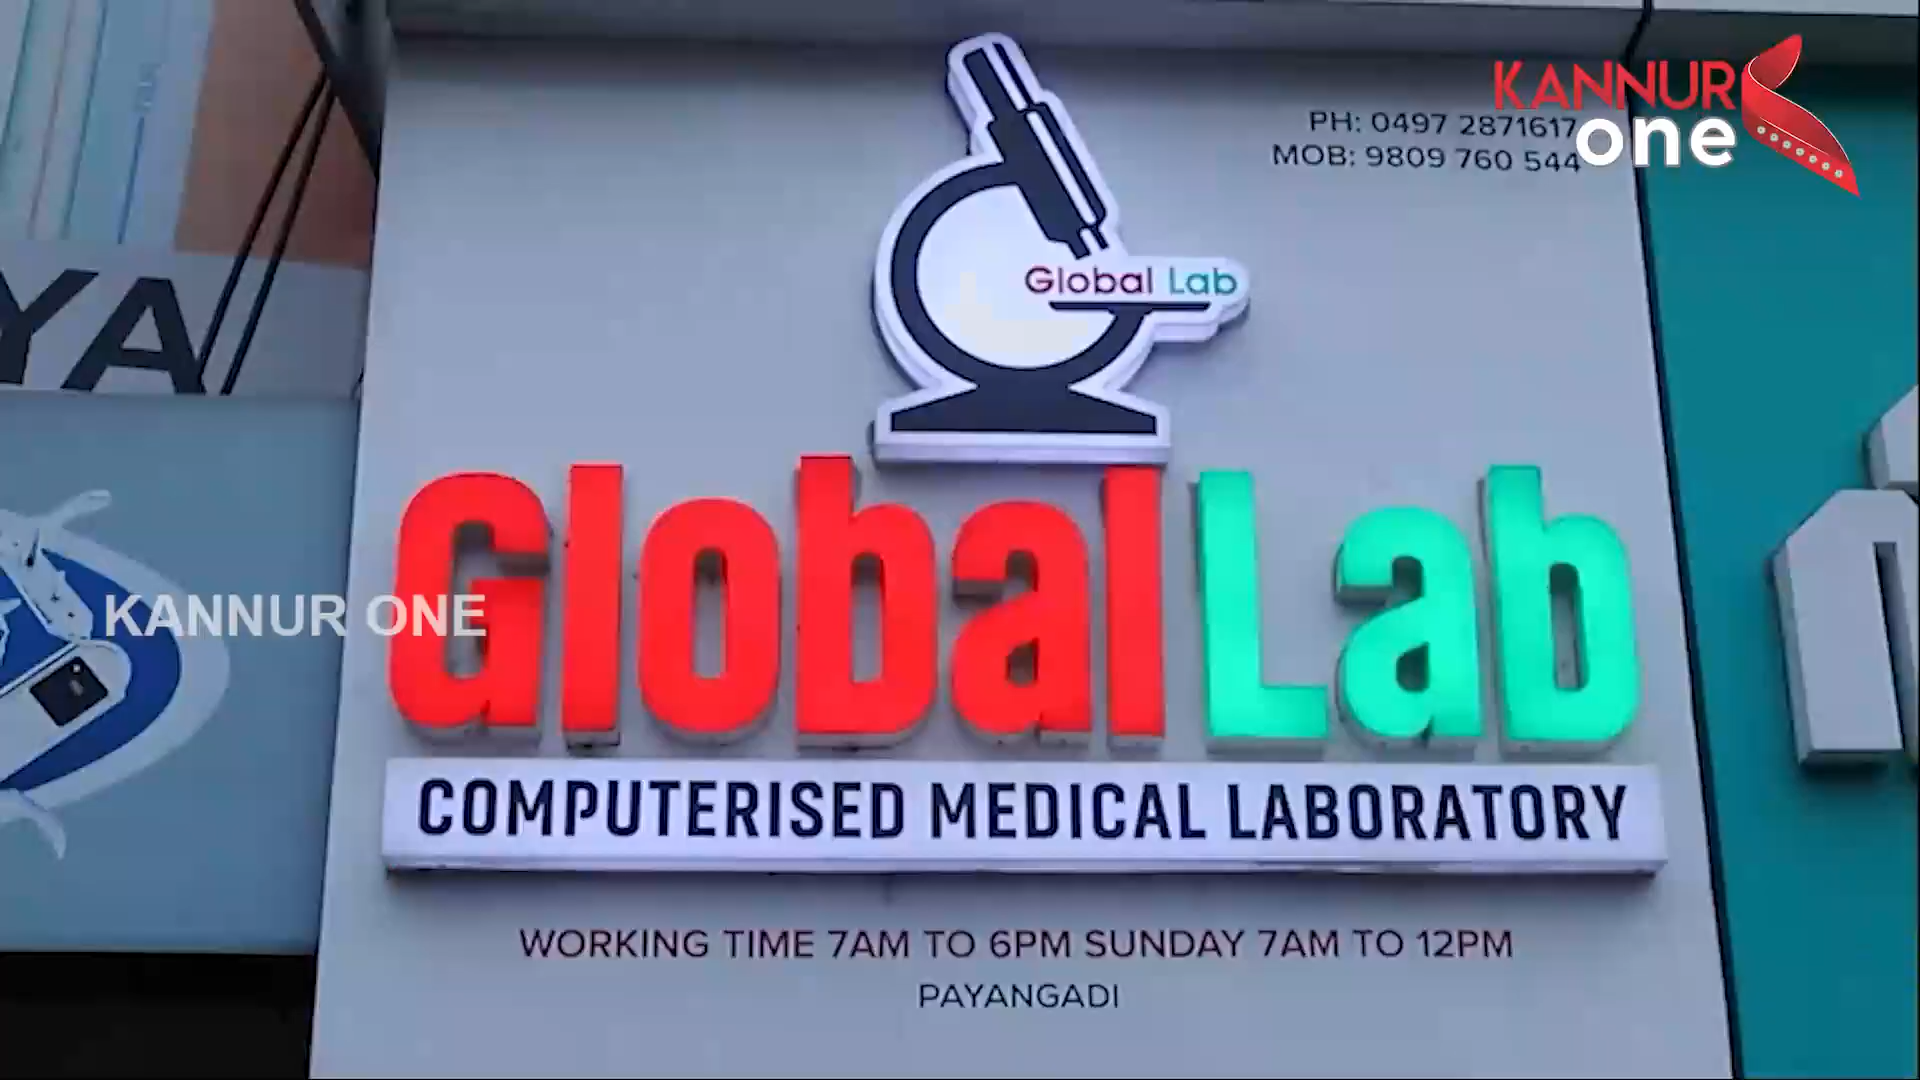 KANNUR
one
PH: 0497 2871617
MOB: 9809 760 544
Global Lab
YA
Global Lab
KANNUR ONE
COMPUTERISED MEDICAL LABORATORY
WORKING TIME 7AM TO 6PM SUNDAY 7AM TO 12PM
PAYANGADI